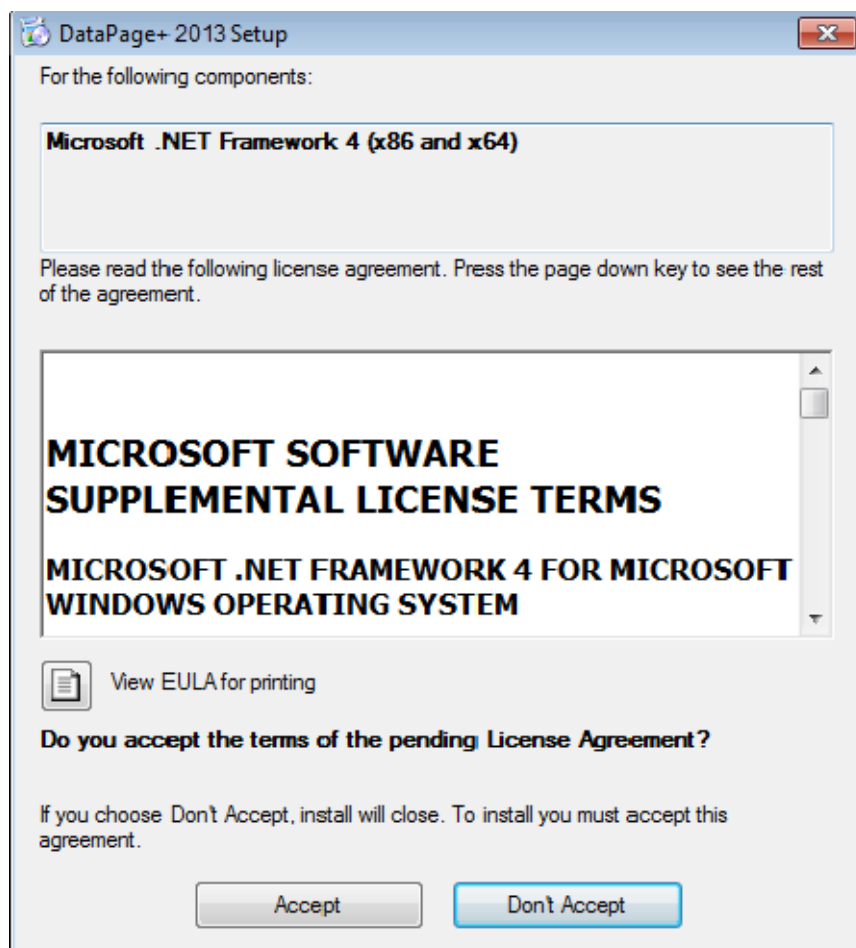 DataPage+ 2013 Setup
For the following components:
Microsoft .NET Framework 4 (x86 and x64)
Please read the following license agreement. Press the page down key to see the rest
of the agreement.
MICROSOFT SOFTWARE
SUPPLEMENTAL LICENSE TERMS
MICROSOFT .NET FRAMEWORK 4 FOR MICROSOFT
WINDOWS OPERATING SYSTEM
View EULA for printing
Do you accept the terms of the pending License Agreement?
If you choose Don't Accept, install will close. To install you must accept this
agreement.
Accept
Don't Accept